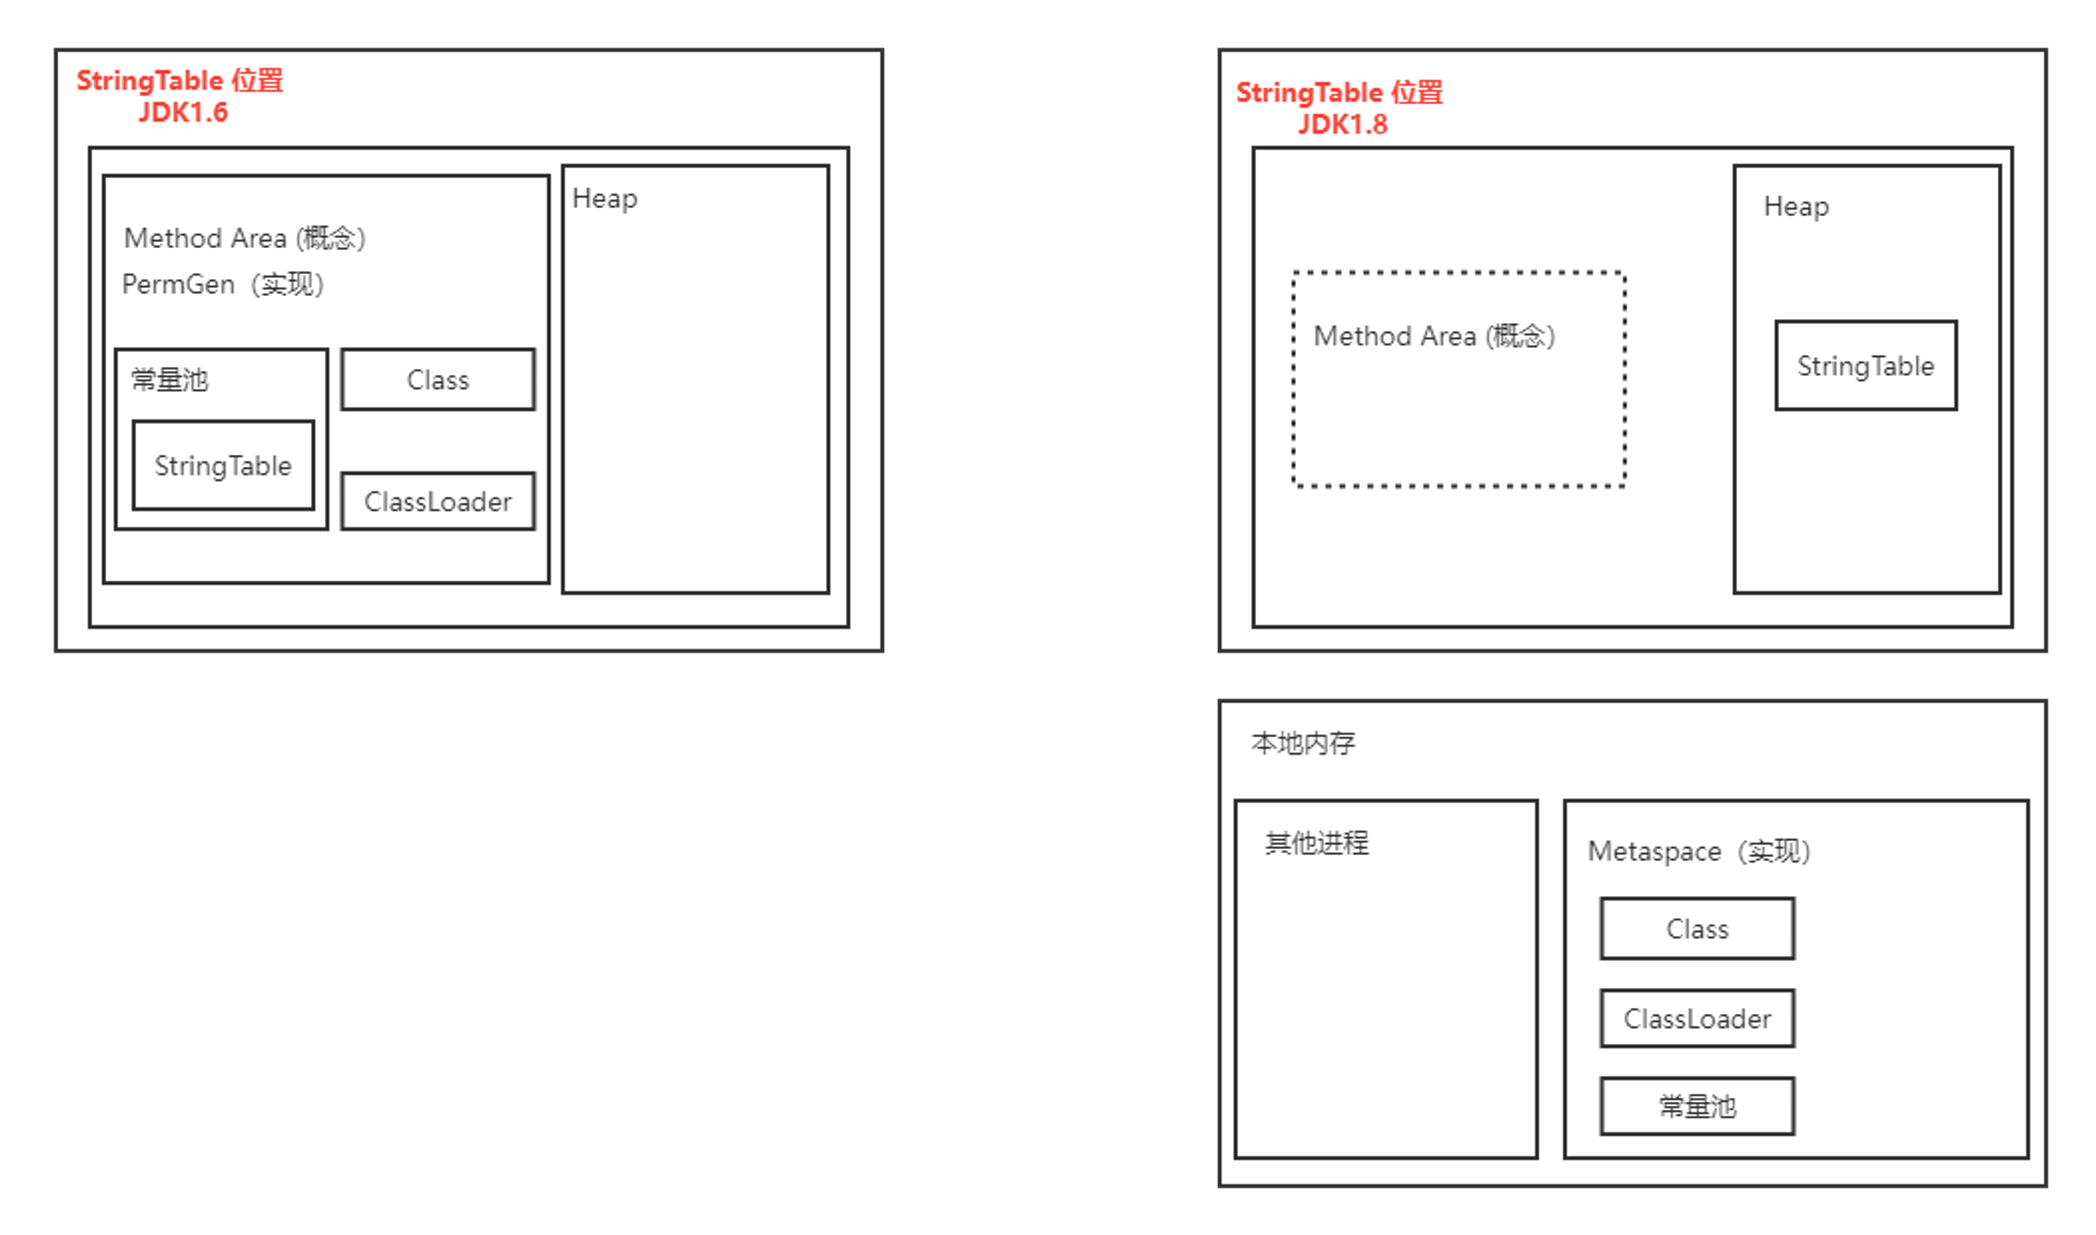 StringTable 位置
JDK1.6
Method Area (概念)
PermGen（实现）
常量池
StringTable
Class
ClassLoader
Heap
StringTable 位置
JDK1.8
Method Area (概念)
Heap
StringTable
本地内存
其他进程
Metaspace（实现）
Class
ClassLoader
常量池